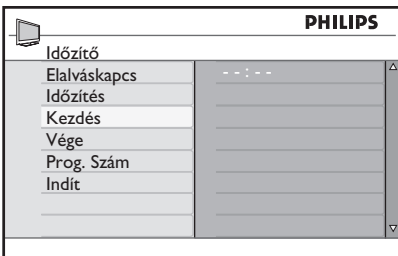 PHILIPS
Időzítő
Elalváskapcs
--:--
Időzítés
Kezdés
Vége
Prog. Szám
Indít